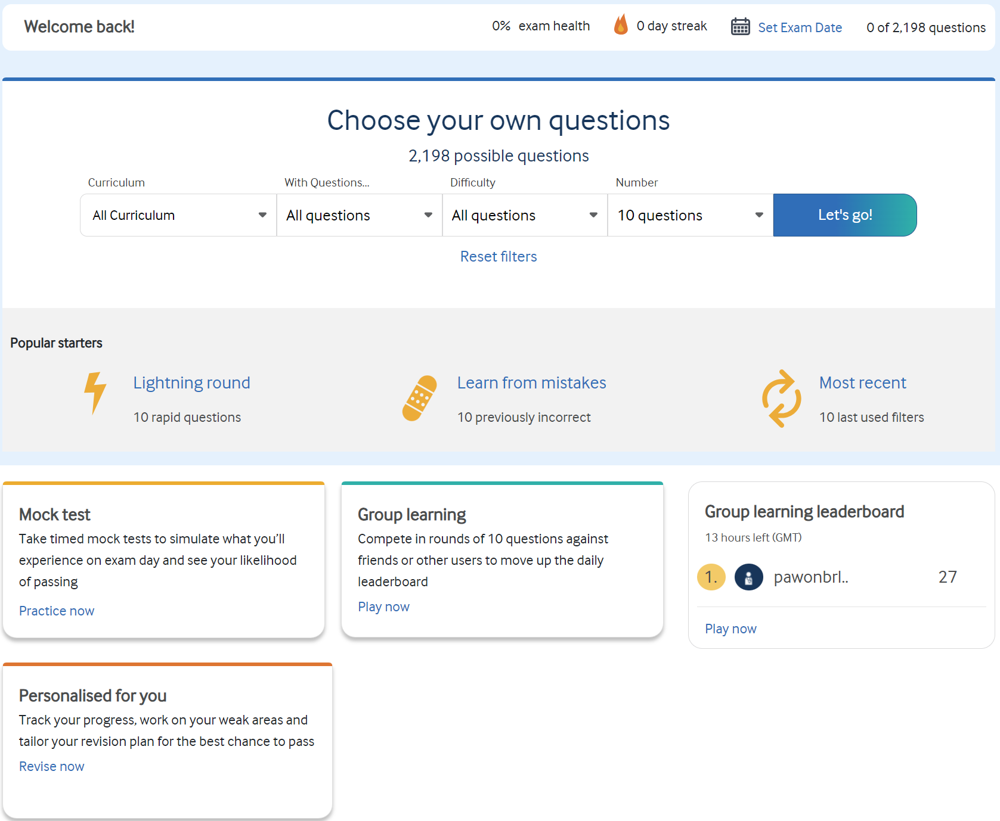 Welcome back!
0% exam health
0 day streak
Set Exam Date
0 of 2,198 questions
Choose your own questions
2,198 possible questions
Curriculum
With Questions...
Difficulty
Number
All Curriculum
All questions
All questions
10 questions
Let's go!
Reset filters
Popular starters
Lightning round
10 rapid questions
Learn from mistakes
10 previously incorrect
Most recent
10 last used filters
Mock test
Take timed mock tests to simulate what you’ll
experience on exam day and see your likelihood
of passing
Practice now
Group learning
Compete in rounds of 10 questions against
friends or other users to move up the daily
leaderboard
Play now
Group learning leaderboard
13 hours left (GMT)
1. pawonbrl.. 27
Play now
Personalised for you
Track your progress, work on your weak areas and
tailor your revision plan for the best chance to pass
Revise now